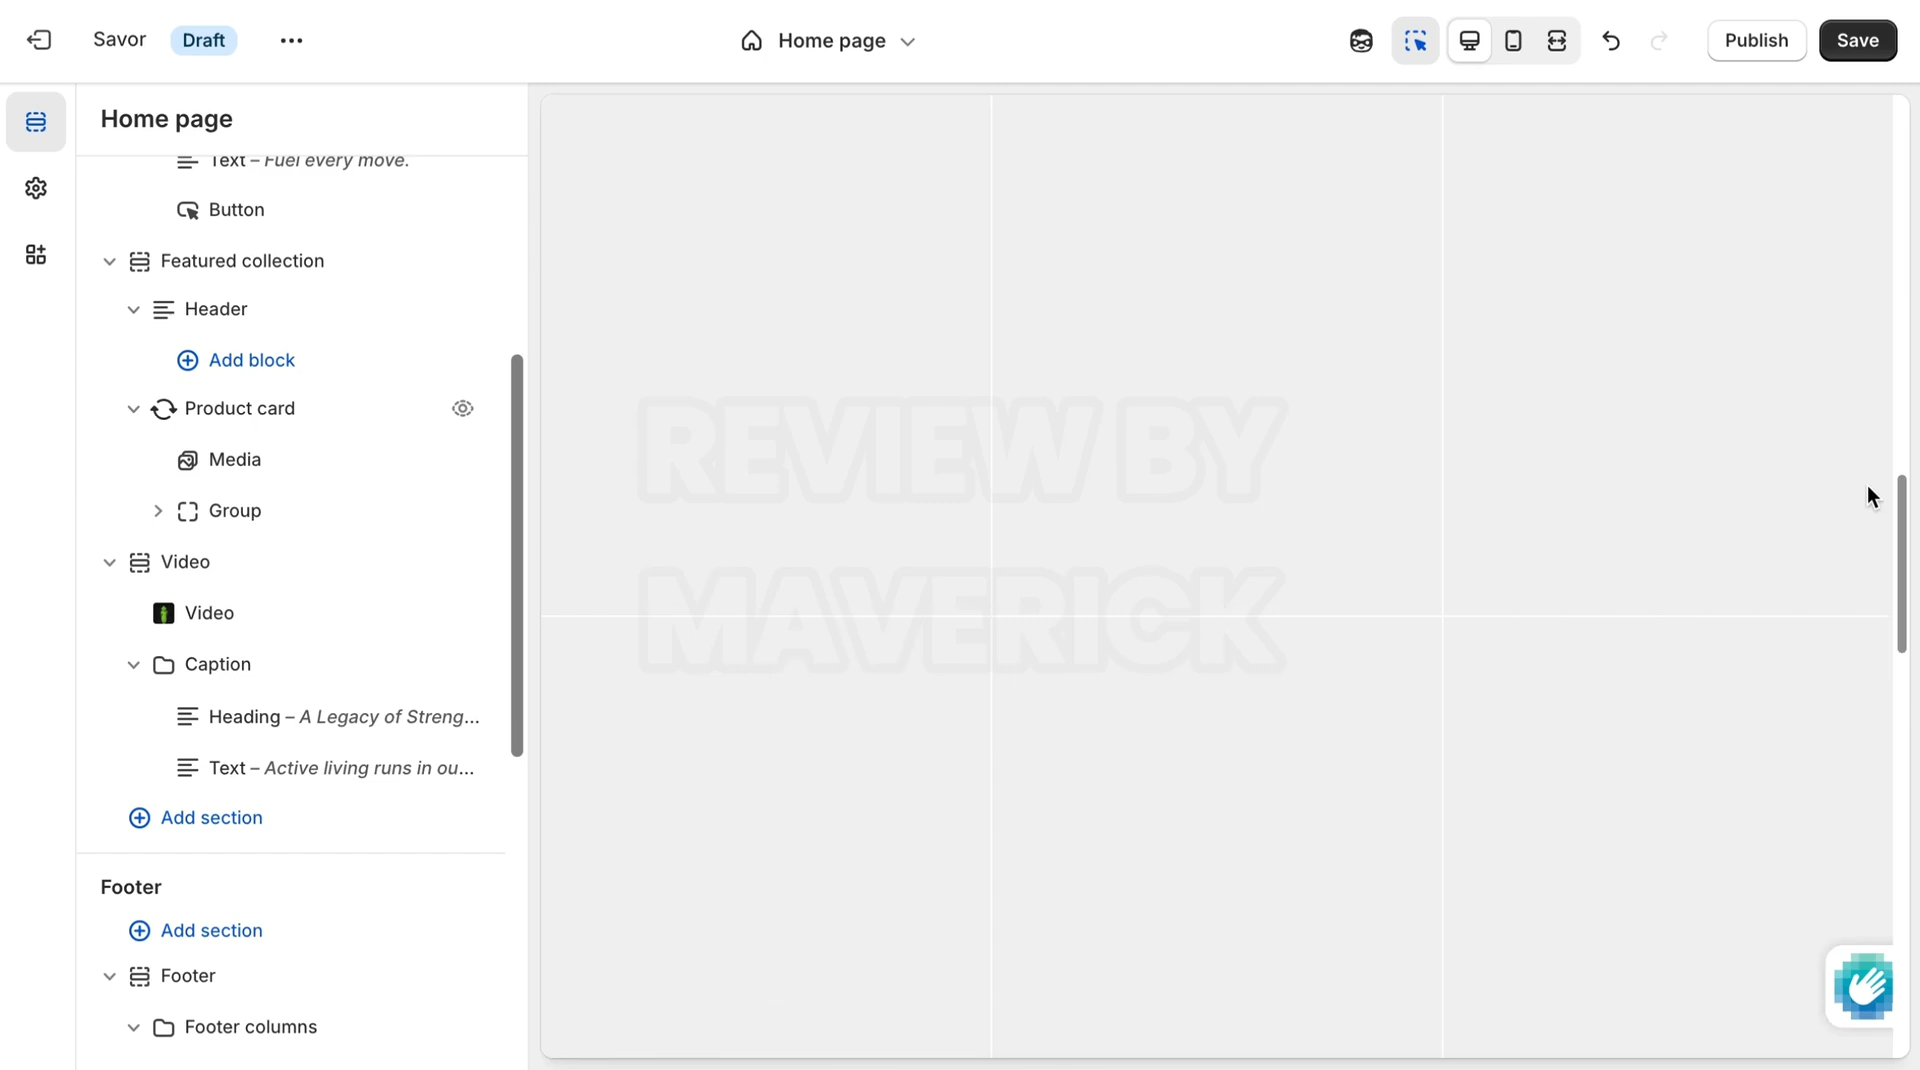 Savor
Draft
Home page
Publish
Save
Home page
Text – Fuel every move.
Button
Featured collection
Header
Add block
Product card
Media
Group
Video
Video
Caption
Heading – A Legacy of Streng...
Text – Active living runs in ou...
Add section
Footer
Add section
Footer
Footer columns
REVIEW BY
MAVERICK